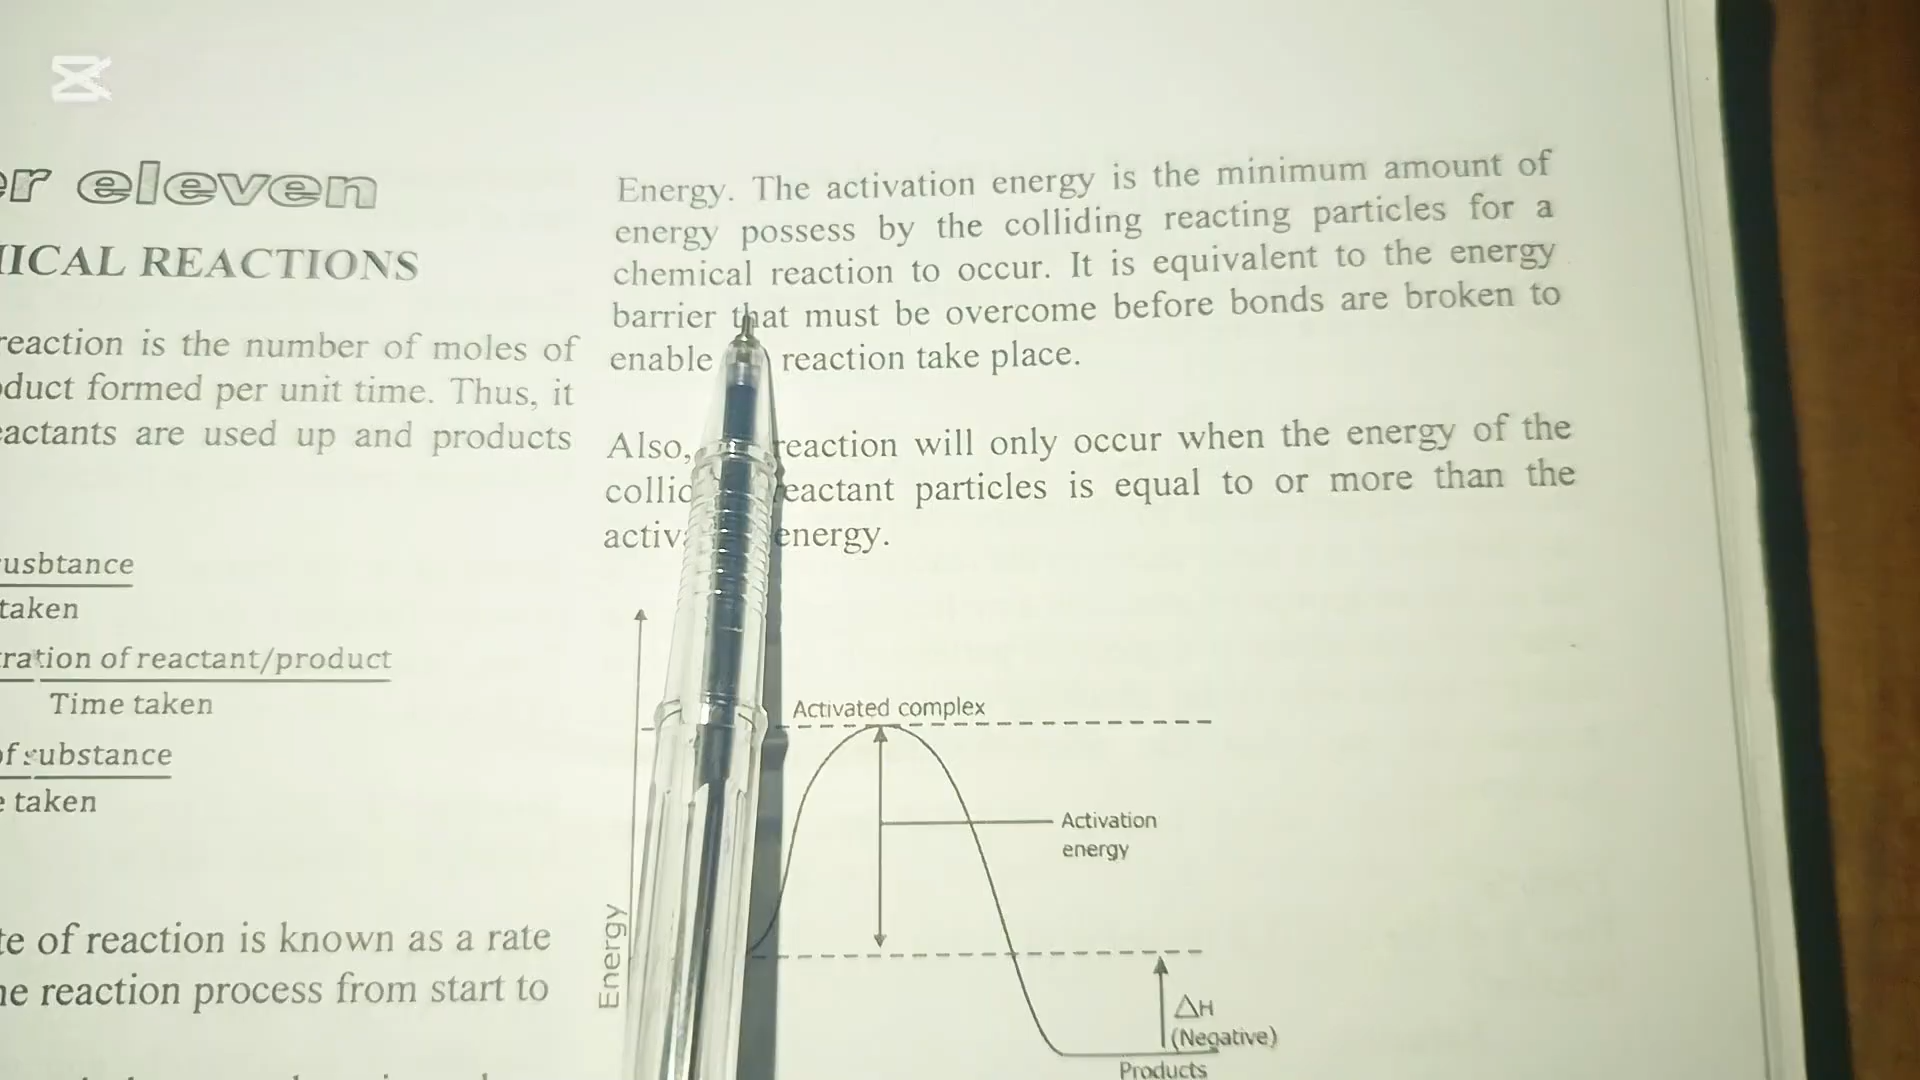 er eleven
ICAL REACTIONS
reaction is the number of moles of
duct formed per unit time. Thus, it
actants are used up and products
usbtance
taken
ration of reactant/product
Time taken
of substance
taken
te of reaction is known as a rate
he reaction process from start to
Energy. The activation energy is the minimum amount of
energy possess by the colliding reacting particles for a
chemical reaction to occur. It is equivalent to the energy
barrier that must be overcome before bonds are broken to
enable reaction take place.
Also, reaction will only occur when the energy of the
collid reactant particles is equal to or more than the
activa energy.
Activated complex
Activation
energy
Energy
ΔH
(Negative)
Products